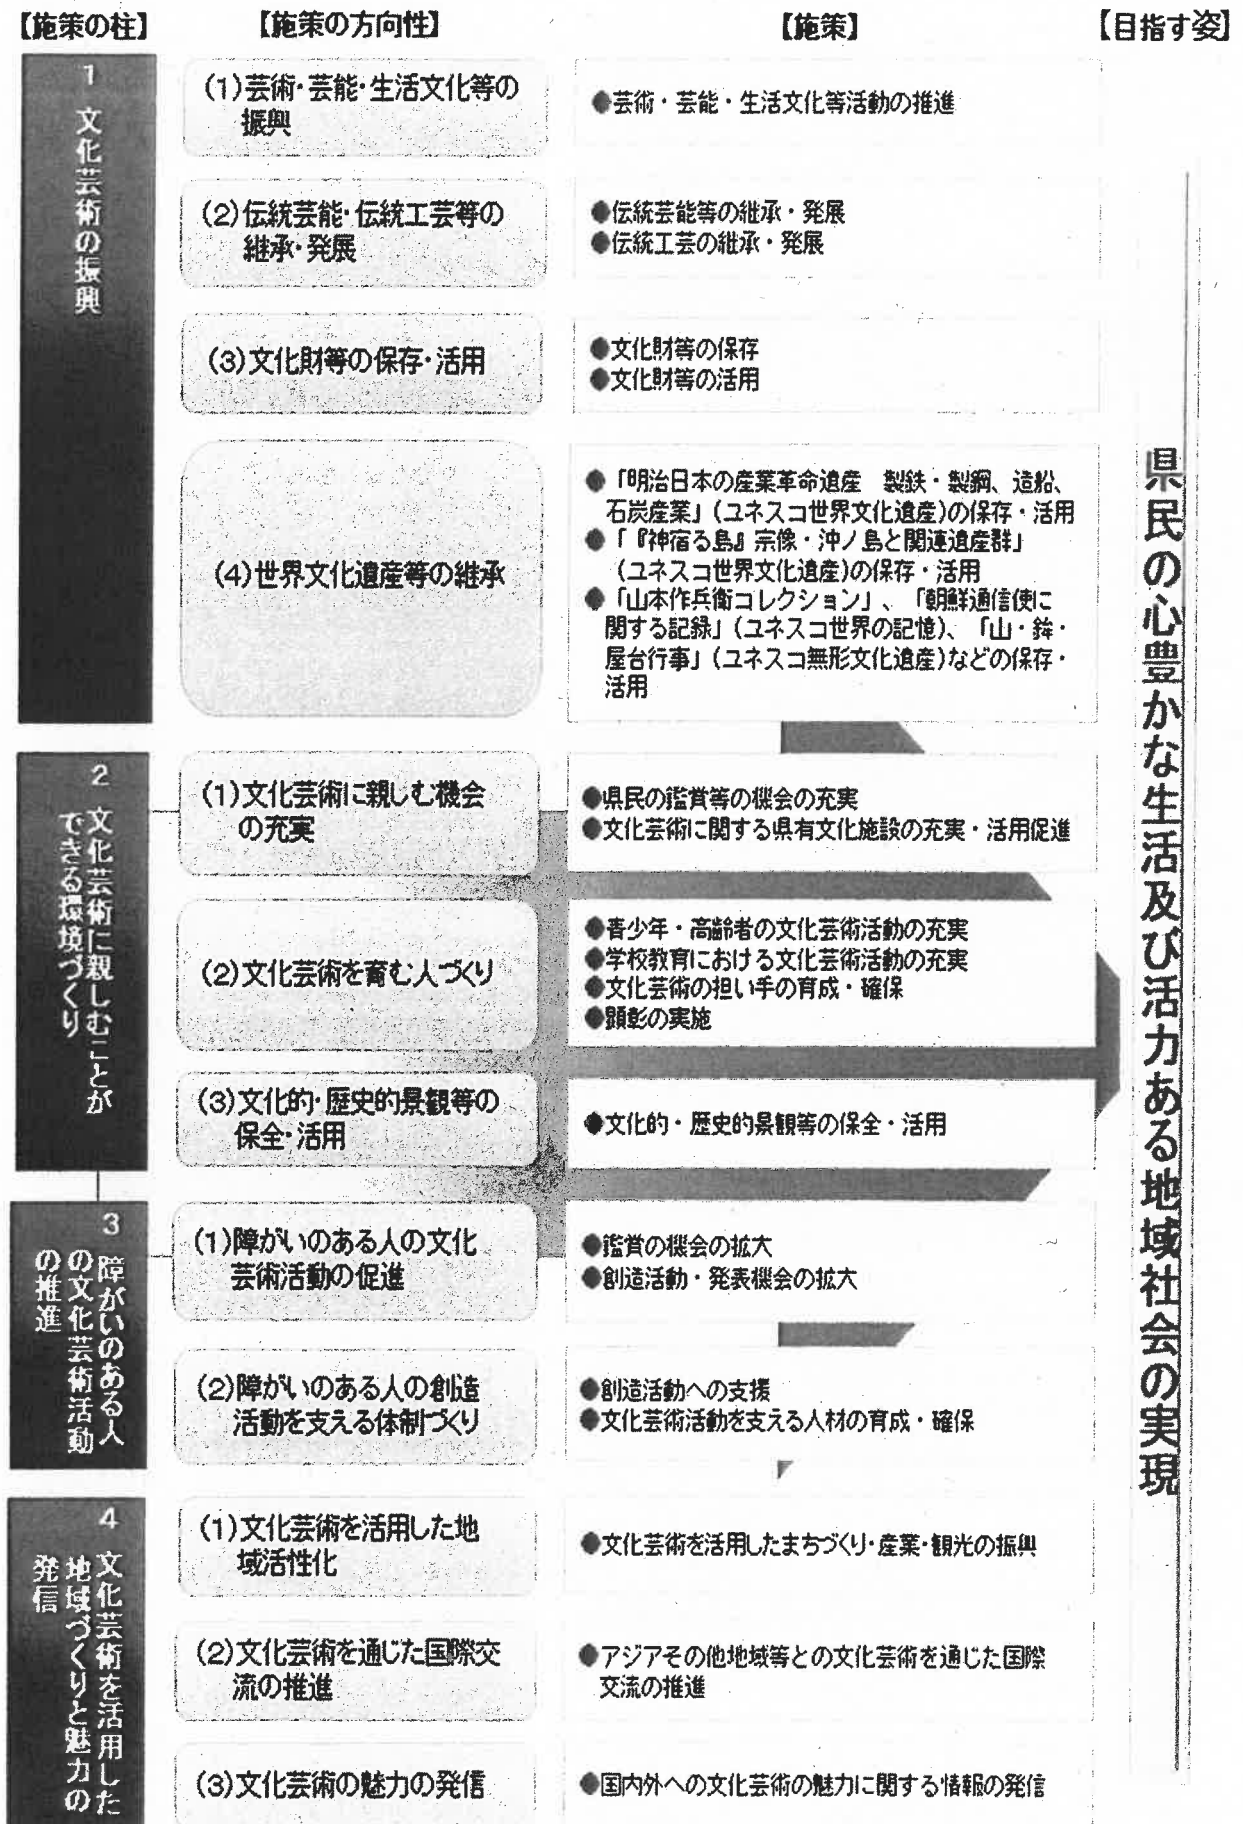 【施策の柱】
【施策の方向性】
【施策】
【目指す姿】
1 文化芸術の振興
(1)芸術・芸能・生活文化等の
振興
●芸術・芸能・生活文化等活動の推進
(2)伝統芸能・伝統工芸等の
継承・発展
●伝統芸能等の継承・発展
●伝統工芸の継承・発展
(3)文化財等の保存・活用
●文化財等の保存
●文化財等の活用
(4)世界文化遺産等の継承
●「明治日本の産業革命遺産　製鉄・製鋼、造船、
石炭産業」(ユネスコ世界文化遺産)の保存・活用
●「『神宿る島』宗像・沖ノ島と関連遺産群」
(ユネスコ世界文化遺産)の保存・活用
●「山本作兵衛コレクション」、「朝鮮通信使に
関する記録」(ユネスコ世界の記憶)、「山・鉾・
屋台行事」(ユネスコ無形文化遺産)などの保存・
活用
2 文化芸術に親しむことが
できる環境づくり
(1)文化芸術に親しむ機会
の充実
●県民の鑑賞等の機会の充実
●文化芸術に関する県有文化施設の充実・活用促進
(2)文化芸術を育む人づくり
●青少年・高齢者の文化芸術活動の充実
●学校教育における文化芸術活動の充実
●文化芸術の担い手の育成・確保
●顕彰の実施
(3)文化的・歴史的景観等の
保全・活用
●文化的・歴史的景観等の保全・活用
3 障がいのある人
の文化芸術活動
の推進
(1)障がいのある人の文化
芸術活動の促進
●鑑賞の機会の拡大
●創造活動・発表機会の拡大
(2)障がいのある人の創造
活動を支える体制づくり
●創造活動への支援
●文化芸術活動を支える人材の育成・確保
4 文化芸術を活用した
地域づくりと魅力の
発信
(1)文化芸術を活用した地
域活性化
●文化芸術を活用したまちづくり・産業・観光の振興
(2)文化芸術を通じた国際交
流の推進
●アジアその他地域等との文化芸術を通じた国際
交流の推進
(3)文化芸術の魅力の発信
●国内外への文化芸術の魅力に関する情報の発信
県民の心豊かな生活及び活力ある地域社会の実現